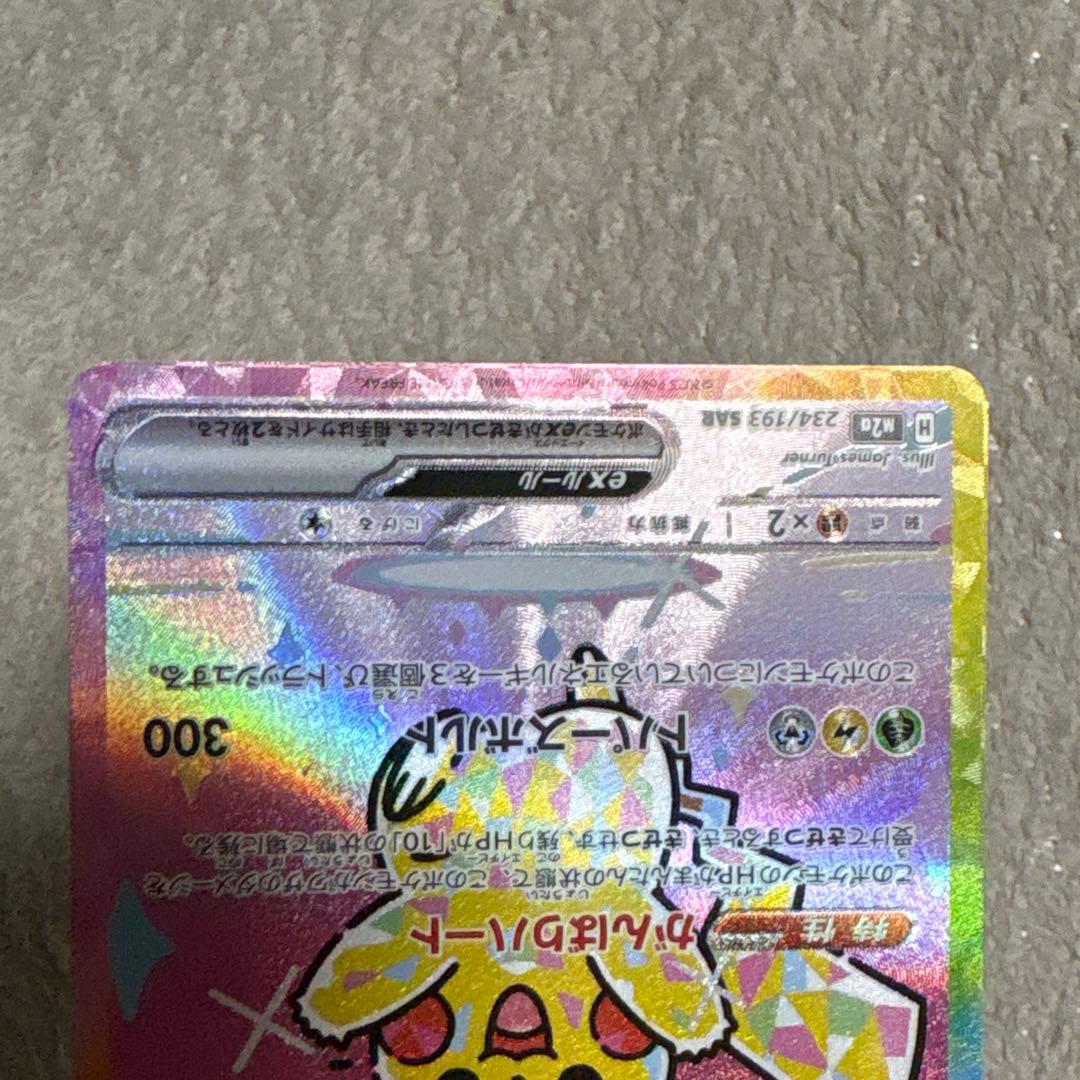 特性 がんばりハート
このポケモンのHPがまんたんの状態で、このポケモンがワザのダメージを
受けてきぜつするとき、きぜつせず、残りHPが「10」の状態で場に残る。
トパーズボルト 300
このポケモンについているエネルギーを3個選び、トラッシュする。
弱点 ×2 抵抗力 にげる
exルール
ポケモンexがきぜつしたとき、相手はサイドを2枚とる。
Illus. James Turner
H M2a 234/193 SAR